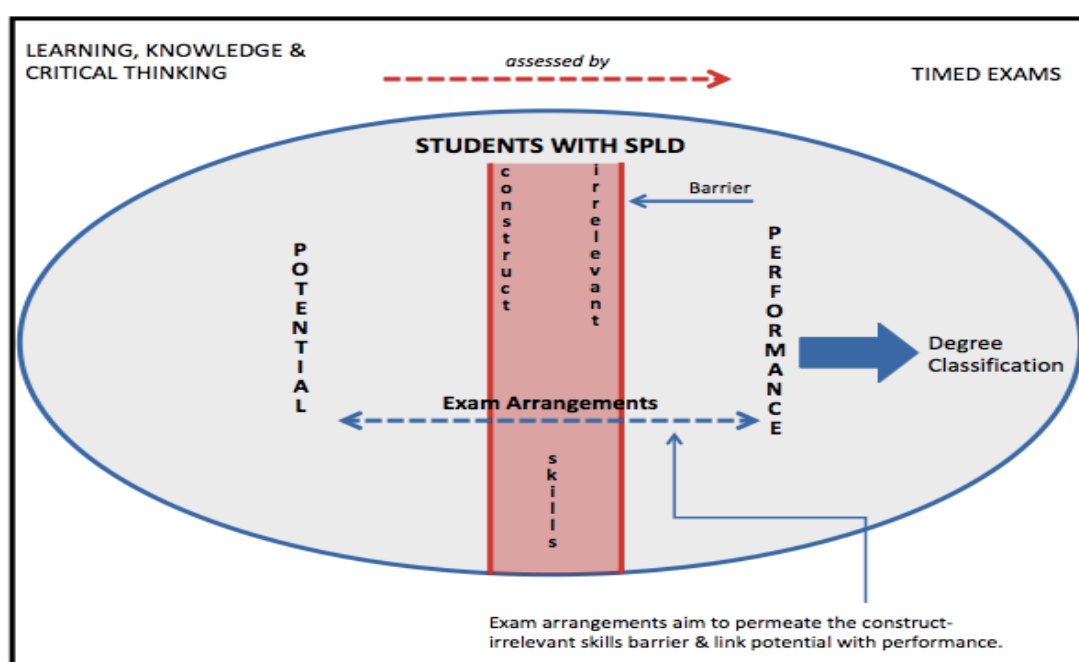 LEARNING, KNOWLEDGE &
CRITICAL THINKING
assessed by
TIMED EXAMS
STUDENTS WITH SPLD
construct
irrelevant
Barrier
POTENTIAL
PERFORMANCE
Degree
Classification
Exam Arrangements
skills
Exam arrangements aim to permeate the construct-
irrelevant skills barrier & link potential with performance.